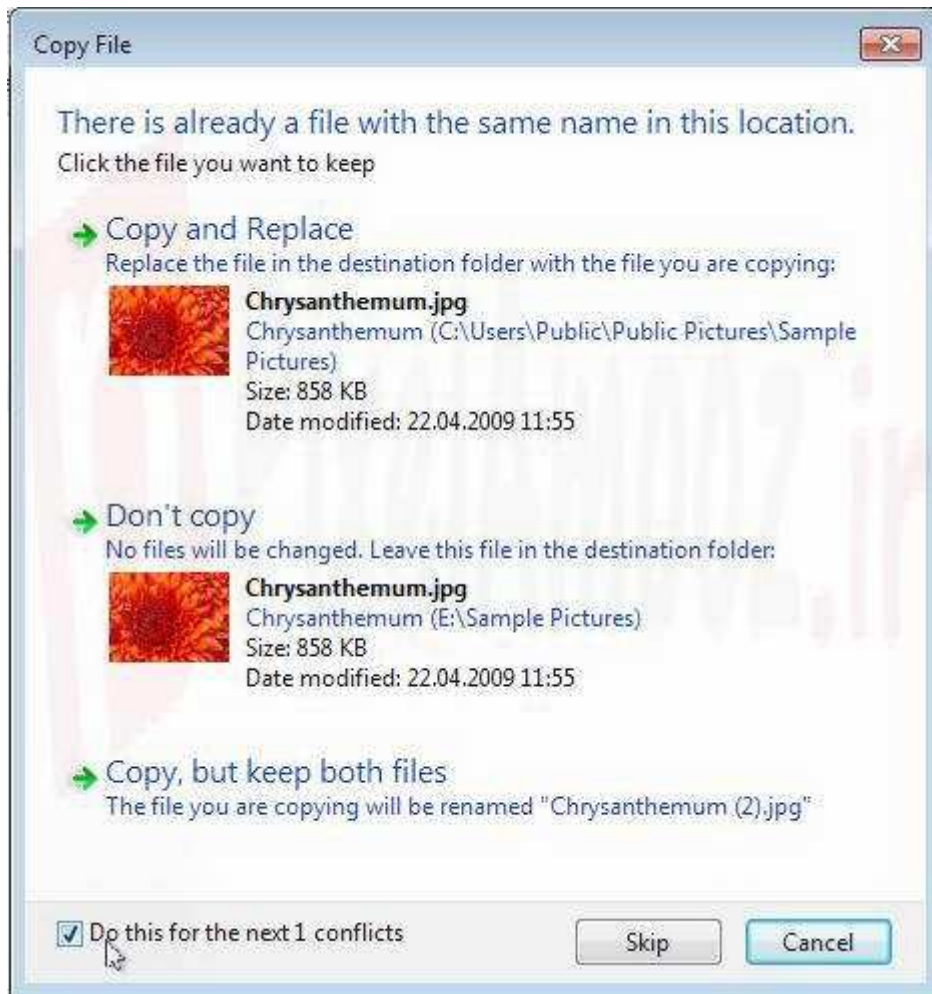 Copy File
There is already a file with the same name in this location.
Click the file you want to keep
Copy and Replace
Replace the file in the destination folder with the file you are copying:
Chrysanthemum.jpg
Chrysanthemum (C:\Users\Public\Public Pictures\Sample
Pictures)
Size: 858 KB
Date modified: 22.04.2009 11:55
Don't copy
No files will be changed. Leave this file in the destination folder:
Chrysanthemum.jpg
Chrysanthemum (E:\Sample Pictures)
Size: 858 KB
Date modified: 22.04.2009 11:55
Copy, but keep both files
The file you are copying will be renamed "Chrysanthemum (2).jpg"
Do this for the next 1 conflicts
Skip
Cancel